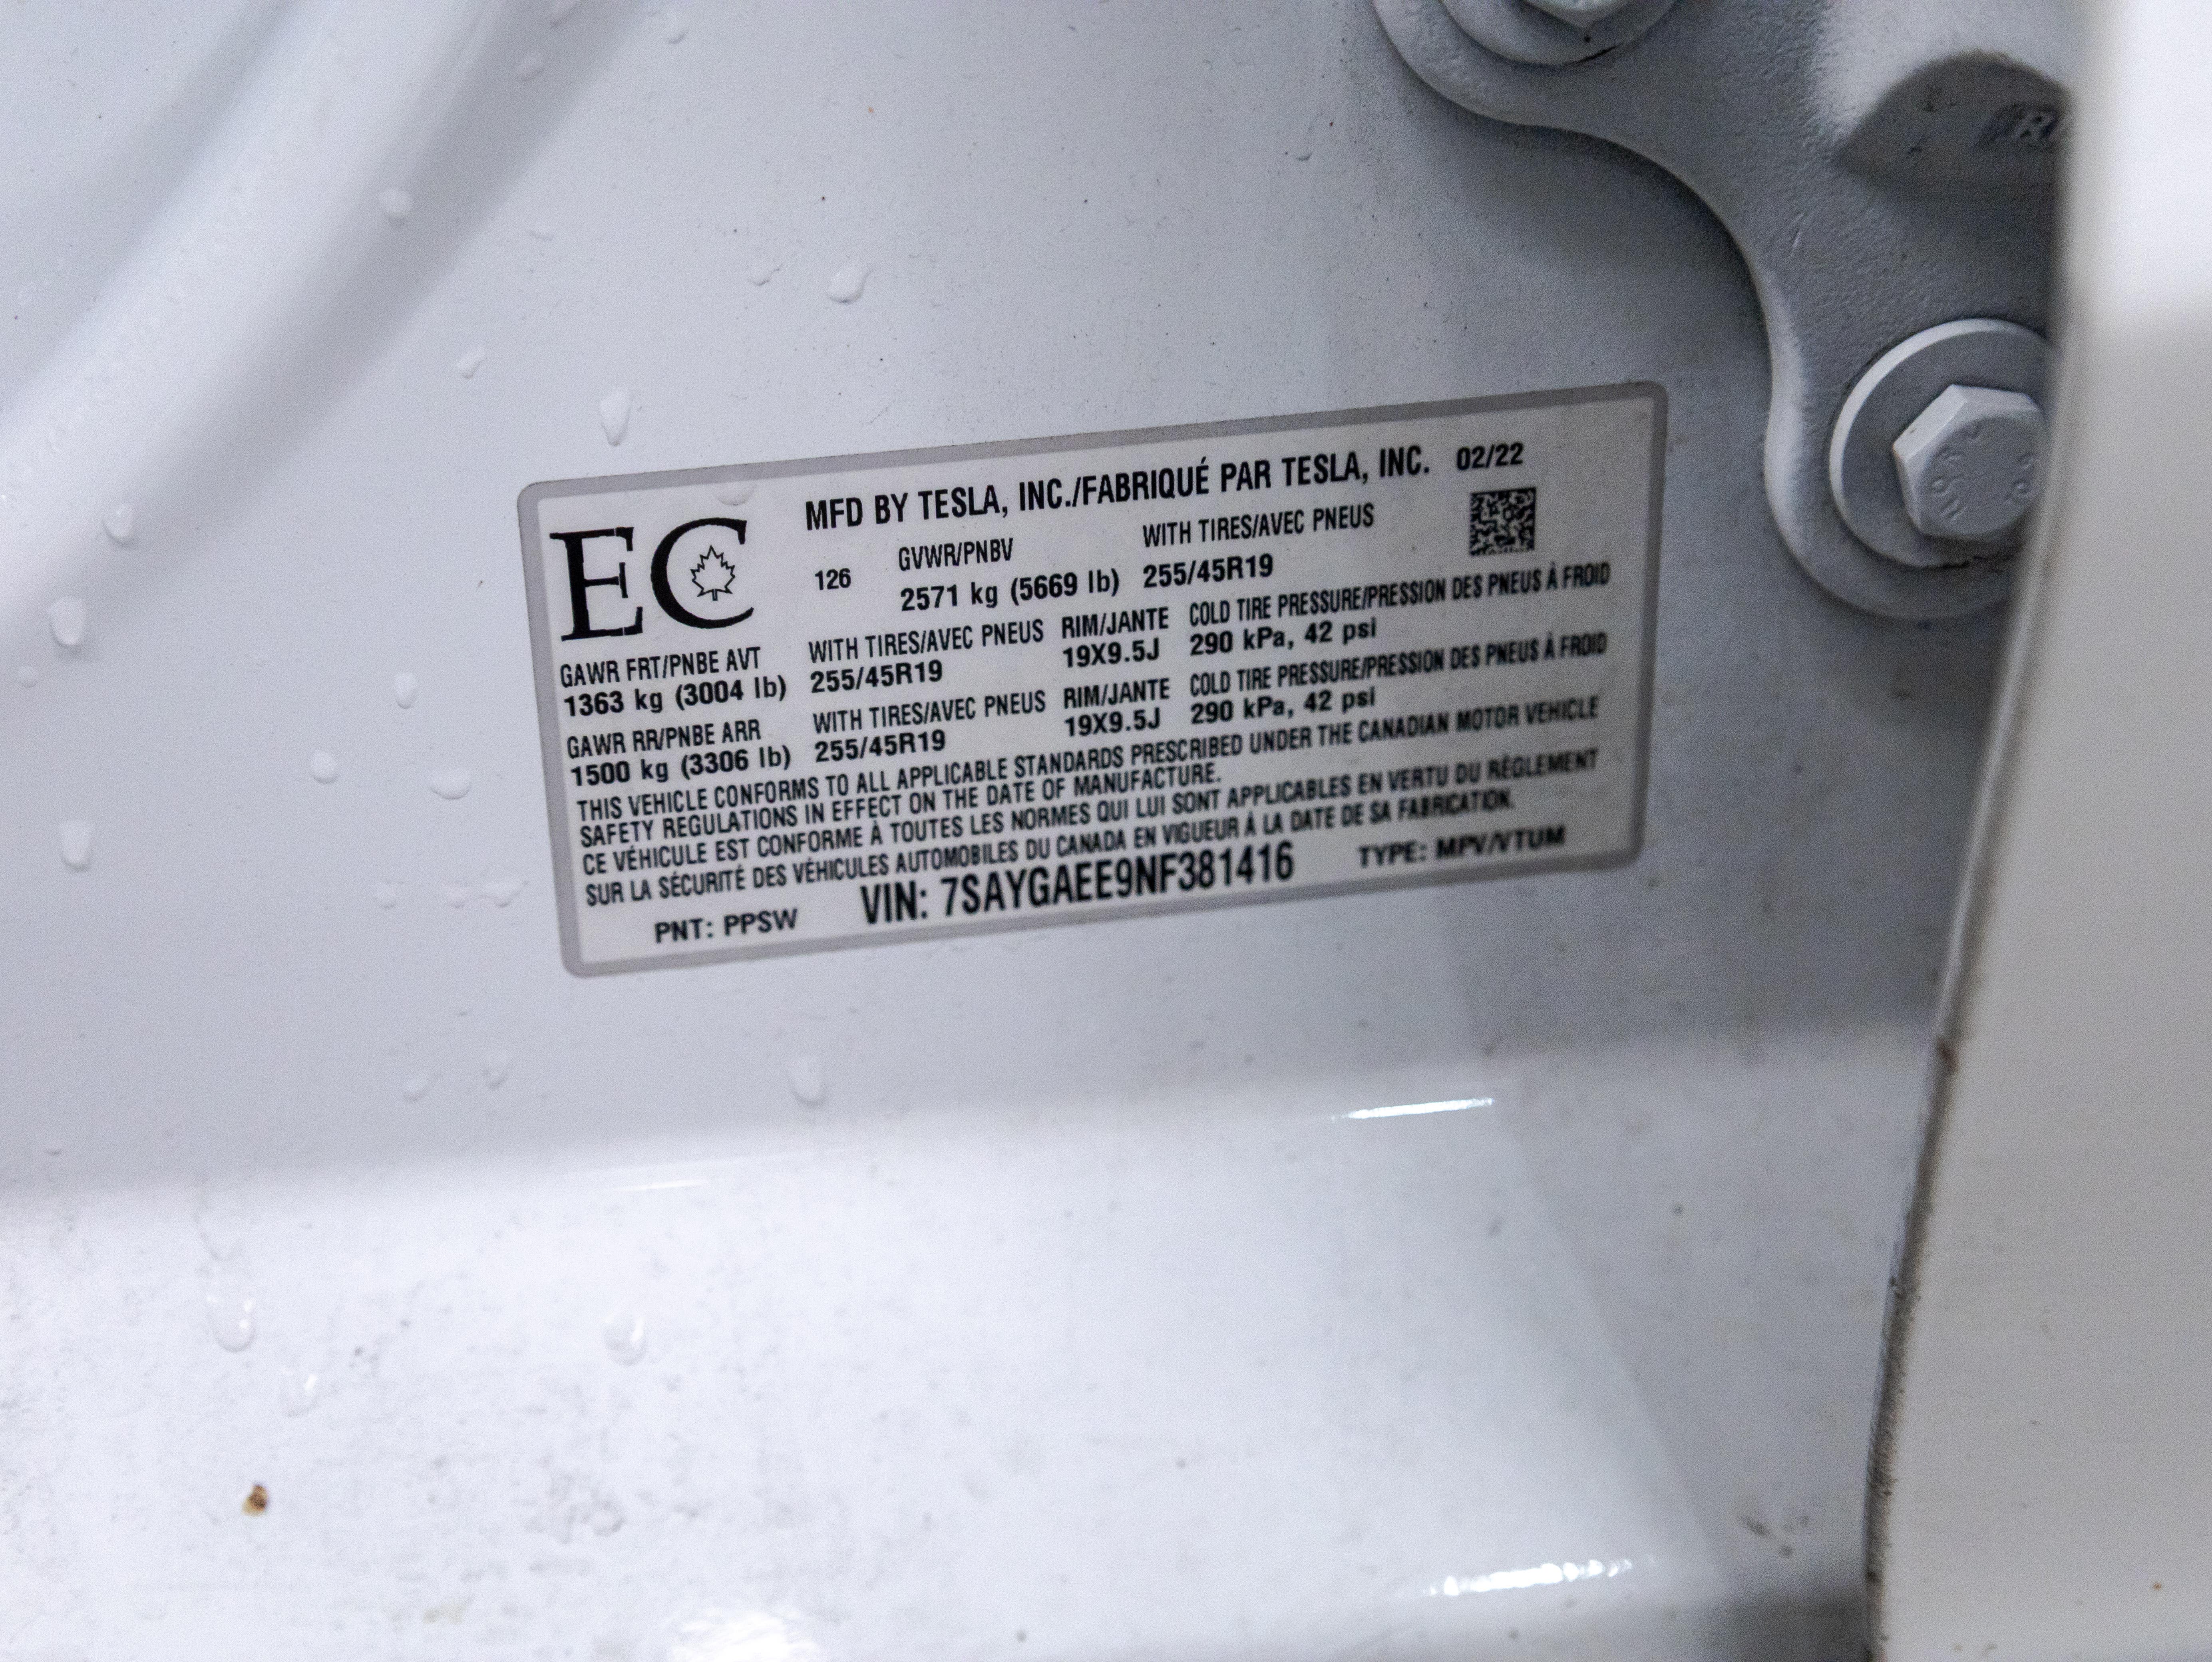 MFD BY TESLA, INC./FABRIQUÉ PAR TESLA, INC. 02/22
EC
126
GVWR/PNBV
2571 kg (5669 lb)
WITH TIRES/AVEC PNEUS
255/45R19
GAWR FRT/PNBE AVT
1363 kg (3004 lb)
WITH TIRES/AVEC PNEUS
255/45R19
RIM/JANTE
19X9.5J
COLD TIRE PRESSURE/PRESSION DES PNEUS À FROID
290 kPa, 42 psi
GAWR RR/PNBE ARR
1500 kg (3306 lb)
WITH TIRES/AVEC PNEUS
255/45R19
RIM/JANTE
19X9.5J
COLD TIRE PRESSURE/PRESSION DES PNEUS À FROID
290 kPa, 42 psi
THIS VEHICLE CONFORMS TO ALL APPLICABLE STANDARDS PRESCRIBED UNDER THE CANADIAN MOTOR VEHICLE
SAFETY REGULATIONS IN EFFECT ON THE DATE OF MANUFACTURE.
CE VÉHICULE EST CONFORME À TOUTES LES NORMES QUI LUI SONT APPLICABLES EN VERTU DU RÈGLEMENT
SUR LA SÉCURITÉ DES VÉHICULES AUTOMOBILES DU CANADA EN VIGUEUR À LA DATE DE SA FABRICATION.
PNT: PPSW
VIN: 7SAYGAEE9NF381416
TYPE: MPV/VTUM